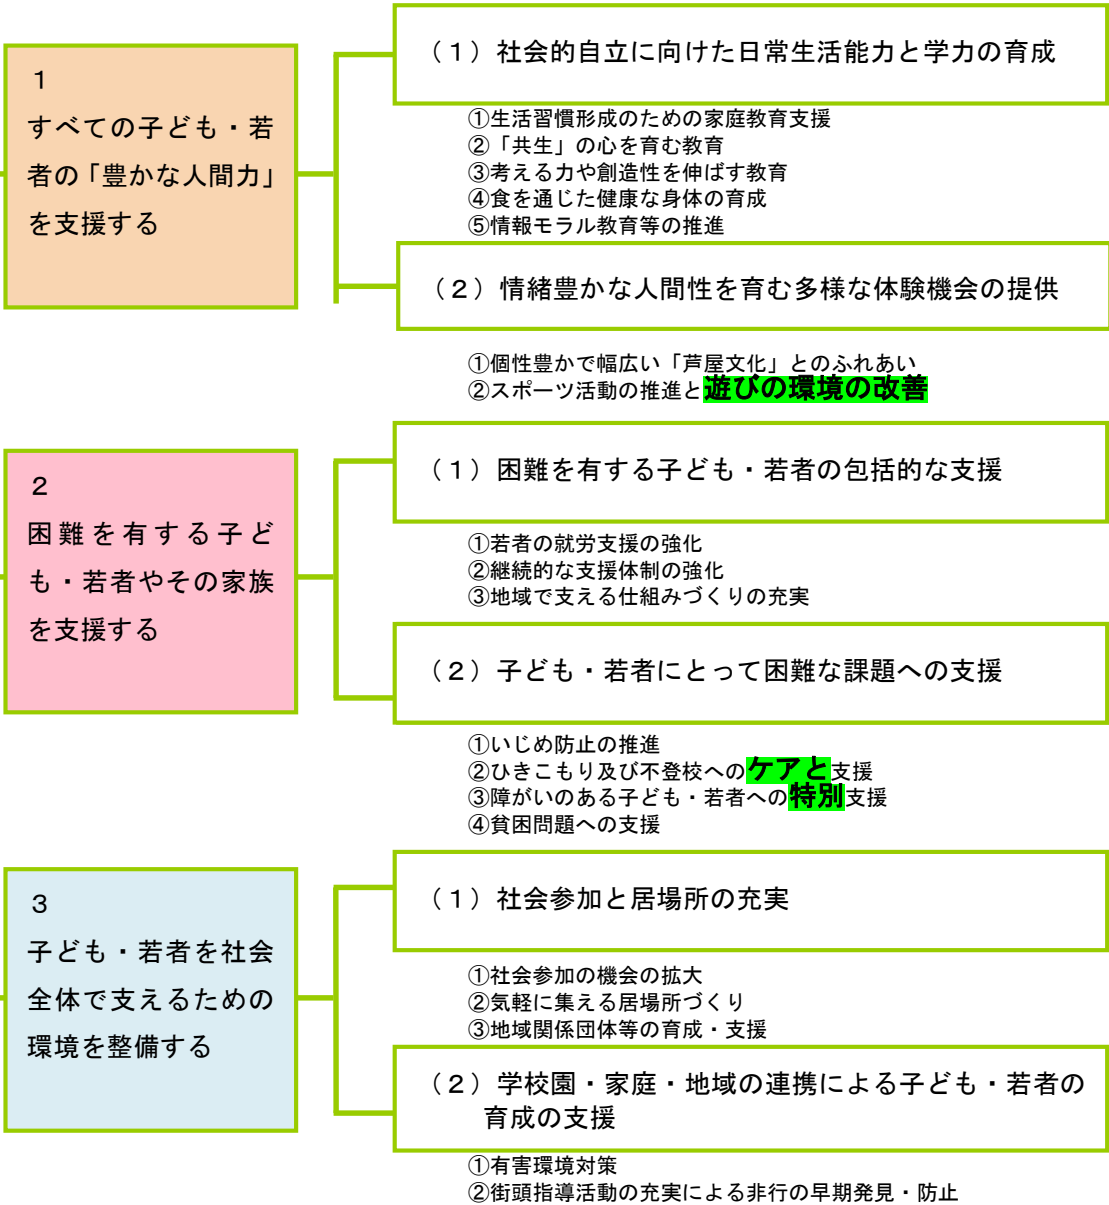 1
すべての子ども・若
者の「豊かな人間力」
を支援する
（1）社会的自立に向けた日常生活能力と学力の育成
①生活習慣形成のための家庭教育支援
②「共生」の心を育む教育
③考える力や創造性を伸ばす教育
④食を通じた健康な身体の育成
⑤情報モラル教育等の推進
（2）情緒豊かな人間性を育む多様な体験機会の提供
①個性豊かで幅広い「芦屋文化」とのふれあい
②スポーツ活動の推進と遊びの環境の改善
2
困難を有する子ど
も・若者やその家族
を支援する
（1）困難を有する子ども・若者の包括的な支援
①若者の就労支援の強化
②継続的な支援体制の強化
③地域で支える仕組みづくりの充実
（2）子ども・若者にとって困難な課題への支援
①いじめ防止の推進
②ひきこもり及び不登校へのケアと支援
③障がいのある子ども・若者への特別支援
④貧困問題への支援
3
子ども・若者を社会
全体で支えるための
環境を整備する
（1）社会参加と居場所の充実
①社会参加の機会の拡大
②気軽に集える居場所づくり
③地域関係団体等の育成・支援
（2）学校園・家庭・地域の連携による子ども・若者の
育成の支援
①有害環境対策
②街頭指導活動の充実による非行の早期発見・防止